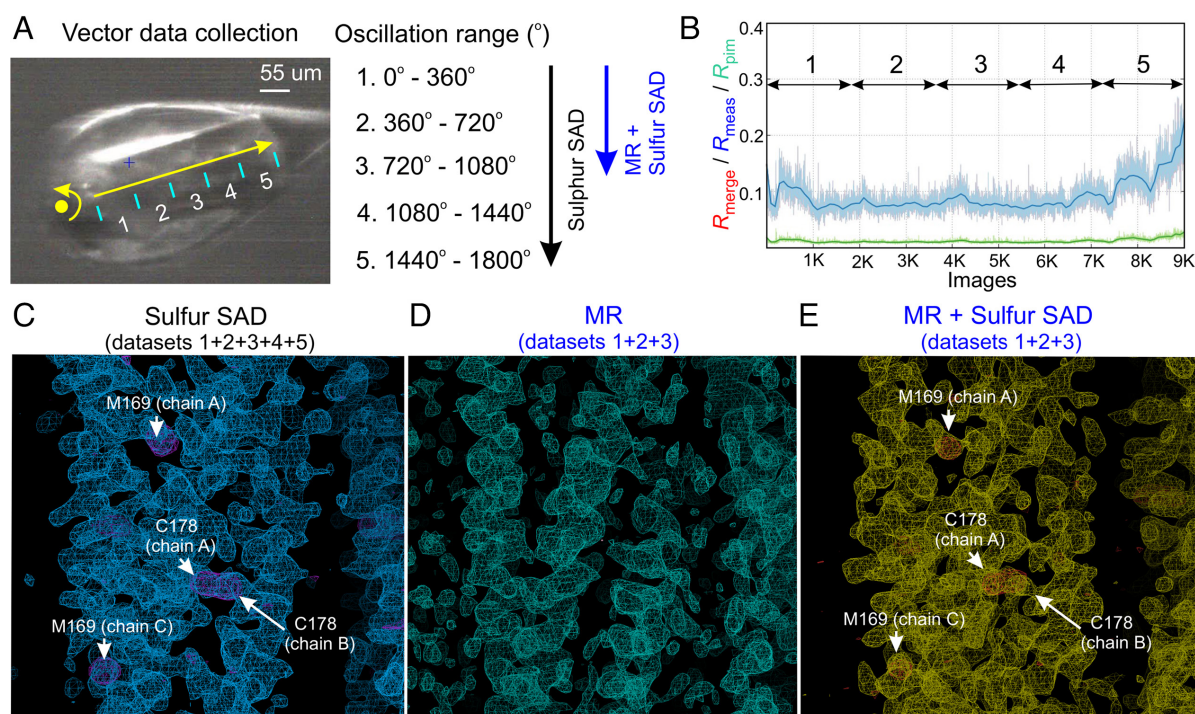 A
Vector data collection
55 um
1
2
3
4
5
Oscillation range (°)
1. 0° - 360°
2. 360° - 720°
3. 720° - 1080°
4. 1080° - 1440°
5. 1440° - 1800°
Sulphur SAD
MR +
Sulfur SAD
B
Rmerge / Rmeas / Rpim
0.4
0.3
0.2
0.1
1
2
3
4
5
1K
2K
3K
4K
5K
6K
7K
8K
9K
Images
C
Sulfur SAD
(datasets 1+2+3+4+5)
M169 (chain A)
C178
(chain A)
M169 (chain C)
C178
(chain B)
D
MR
(datasets 1+2+3)
E
MR + Sulfur SAD
(datasets 1+2+3)
M169 (chain A)
C178
(chain A)
M169 (chain C)
C178
(chain B)